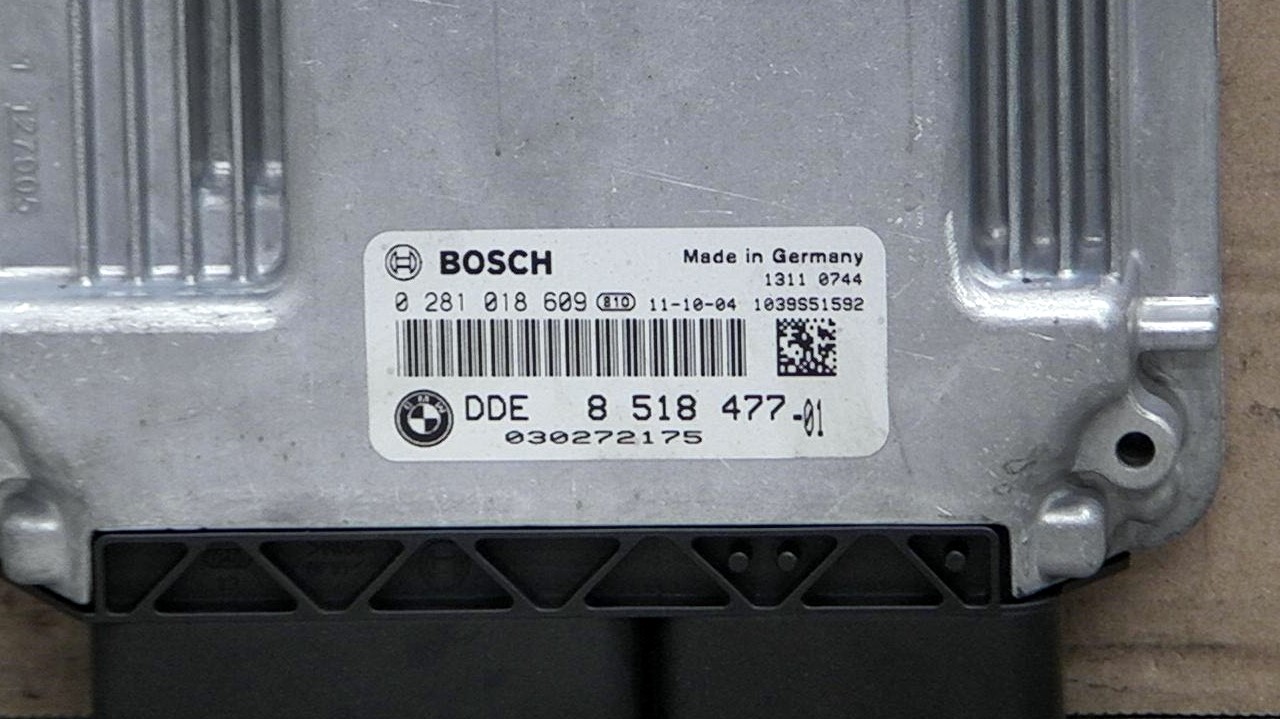 BOSCH Made in Germany
1311 0744
0 281 018 609 810 11-10-04 1039S51592
BMW DDE 8 518 477-01
030272175